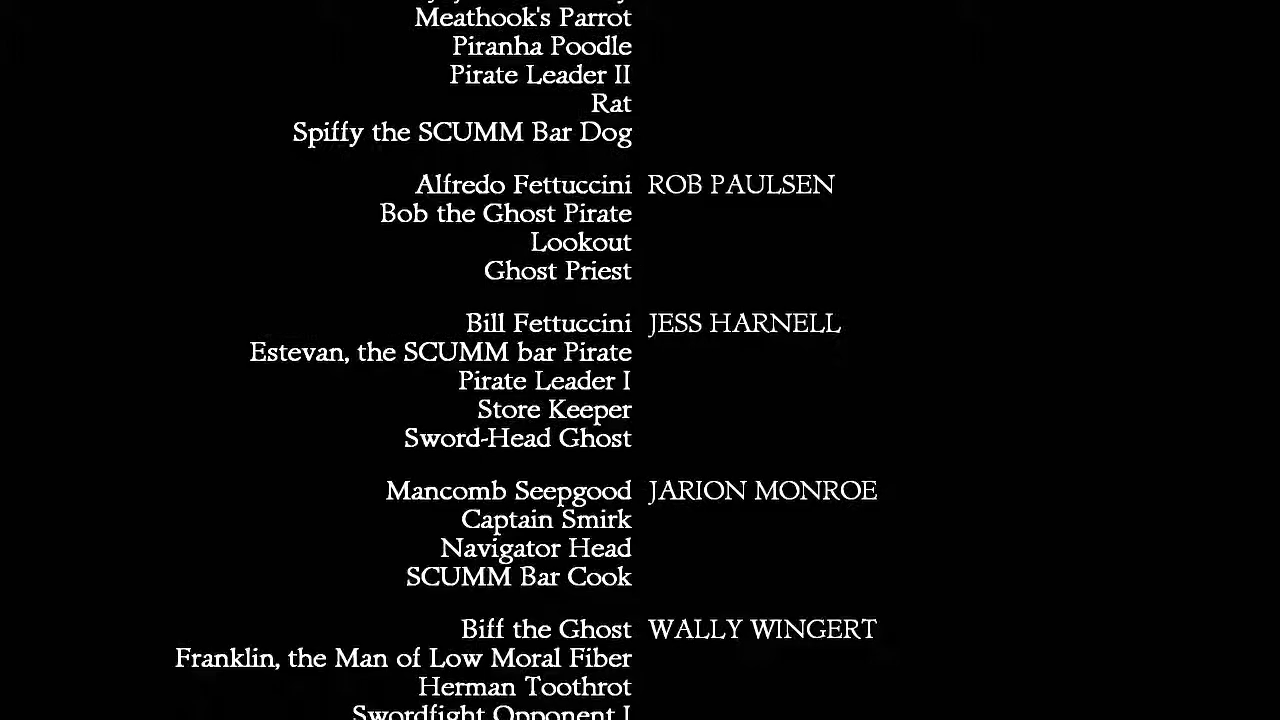 Meathook's Parrot
Piranha Poodle
Pirate Leader II
Rat
Spiffy the SCUMM Bar Dog
Alfredo Fettuccini ROB PAULSEN
Bob the Ghost Pirate
Lookout
Ghost Priest
Bill Fettuccini JESS HARNELL
Estevan, the SCUMM bar Pirate
Pirate Leader I
Store Keeper
Sword-Head Ghost
Mancomb Seepgood JARION MONROE
Captain Smirk
Navigator Head
SCUMM Bar Cook
Biff the Ghost WALLY WINGERT
Franklin, the Man of Low Moral Fiber
Herman Toothrot
Swordfight Opponent I